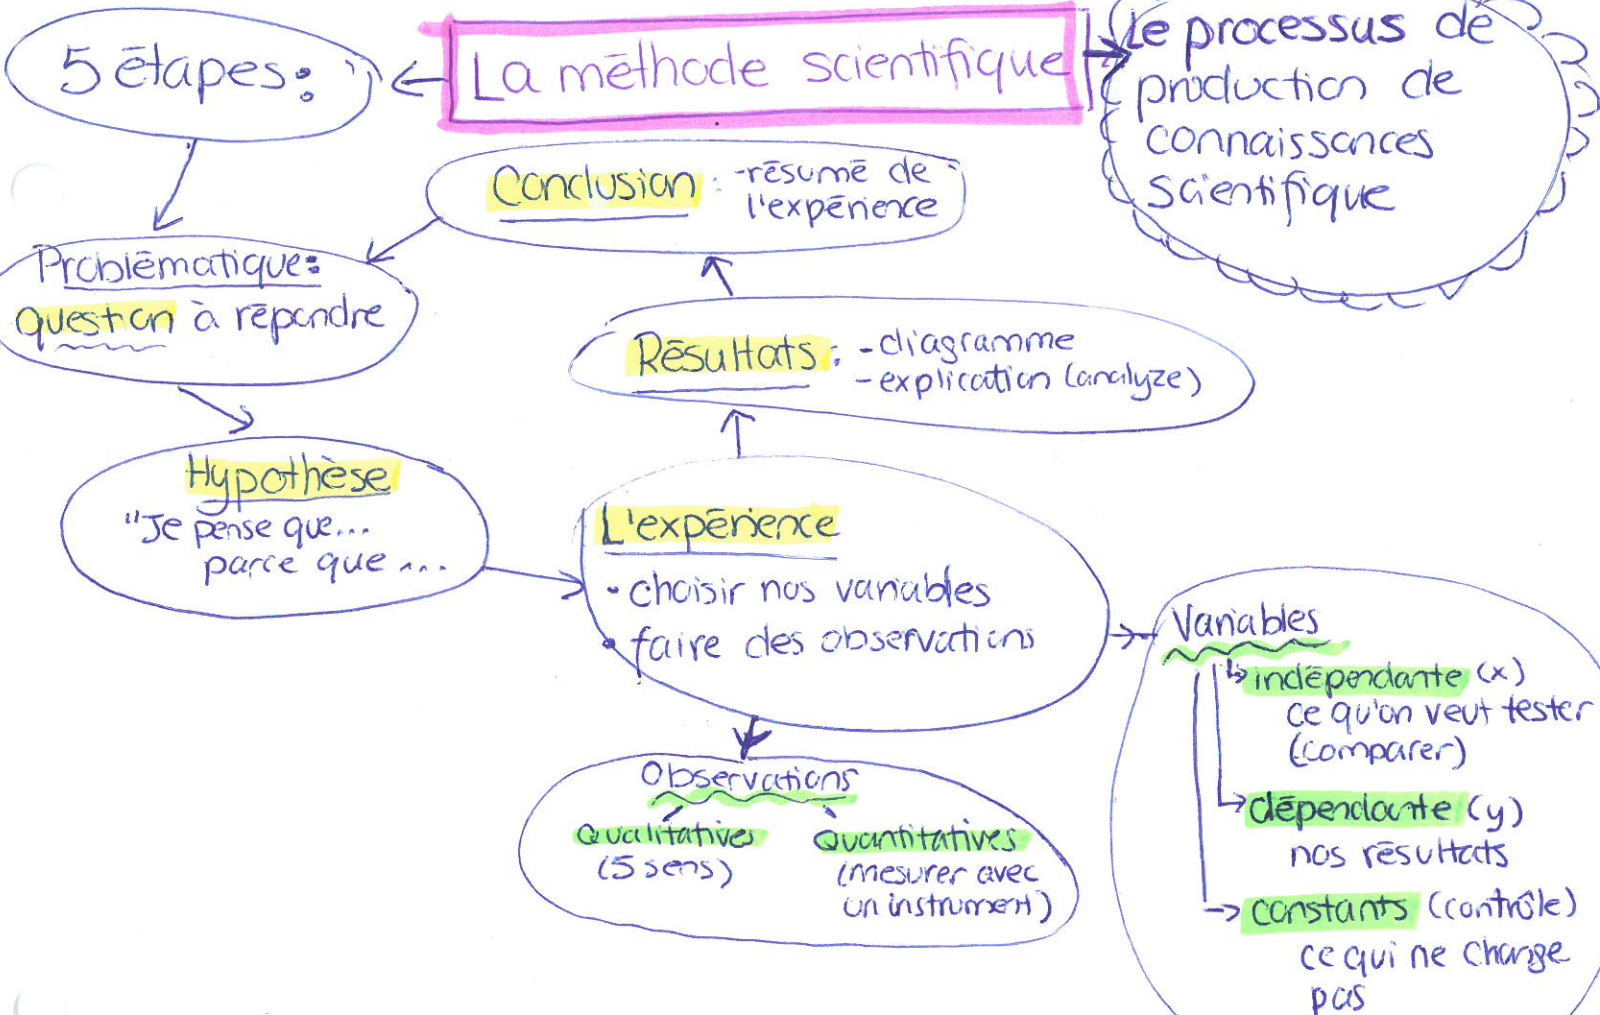 La méthode scientifique
Le processus de
production de
connaissances
scientifique
5 étapes:
Problématique:
question à répondre
Hypothèse
"Je pense que...
parce que ...
L'expérience
• choisir nos variables
• faire des observations
Variables
indépendante (x)
ce qu'on veut tester
(comparer)
dépendante (y)
nos résultats
constants (contrôle)
ce qui ne change
pas
Observations
Qualitatives
(5 sens)
Quantitatives
(mesurer avec
un instrument)
Résultats: - diagramme
- explication (analyze)
Conclusion: - résumé de
l'expérience